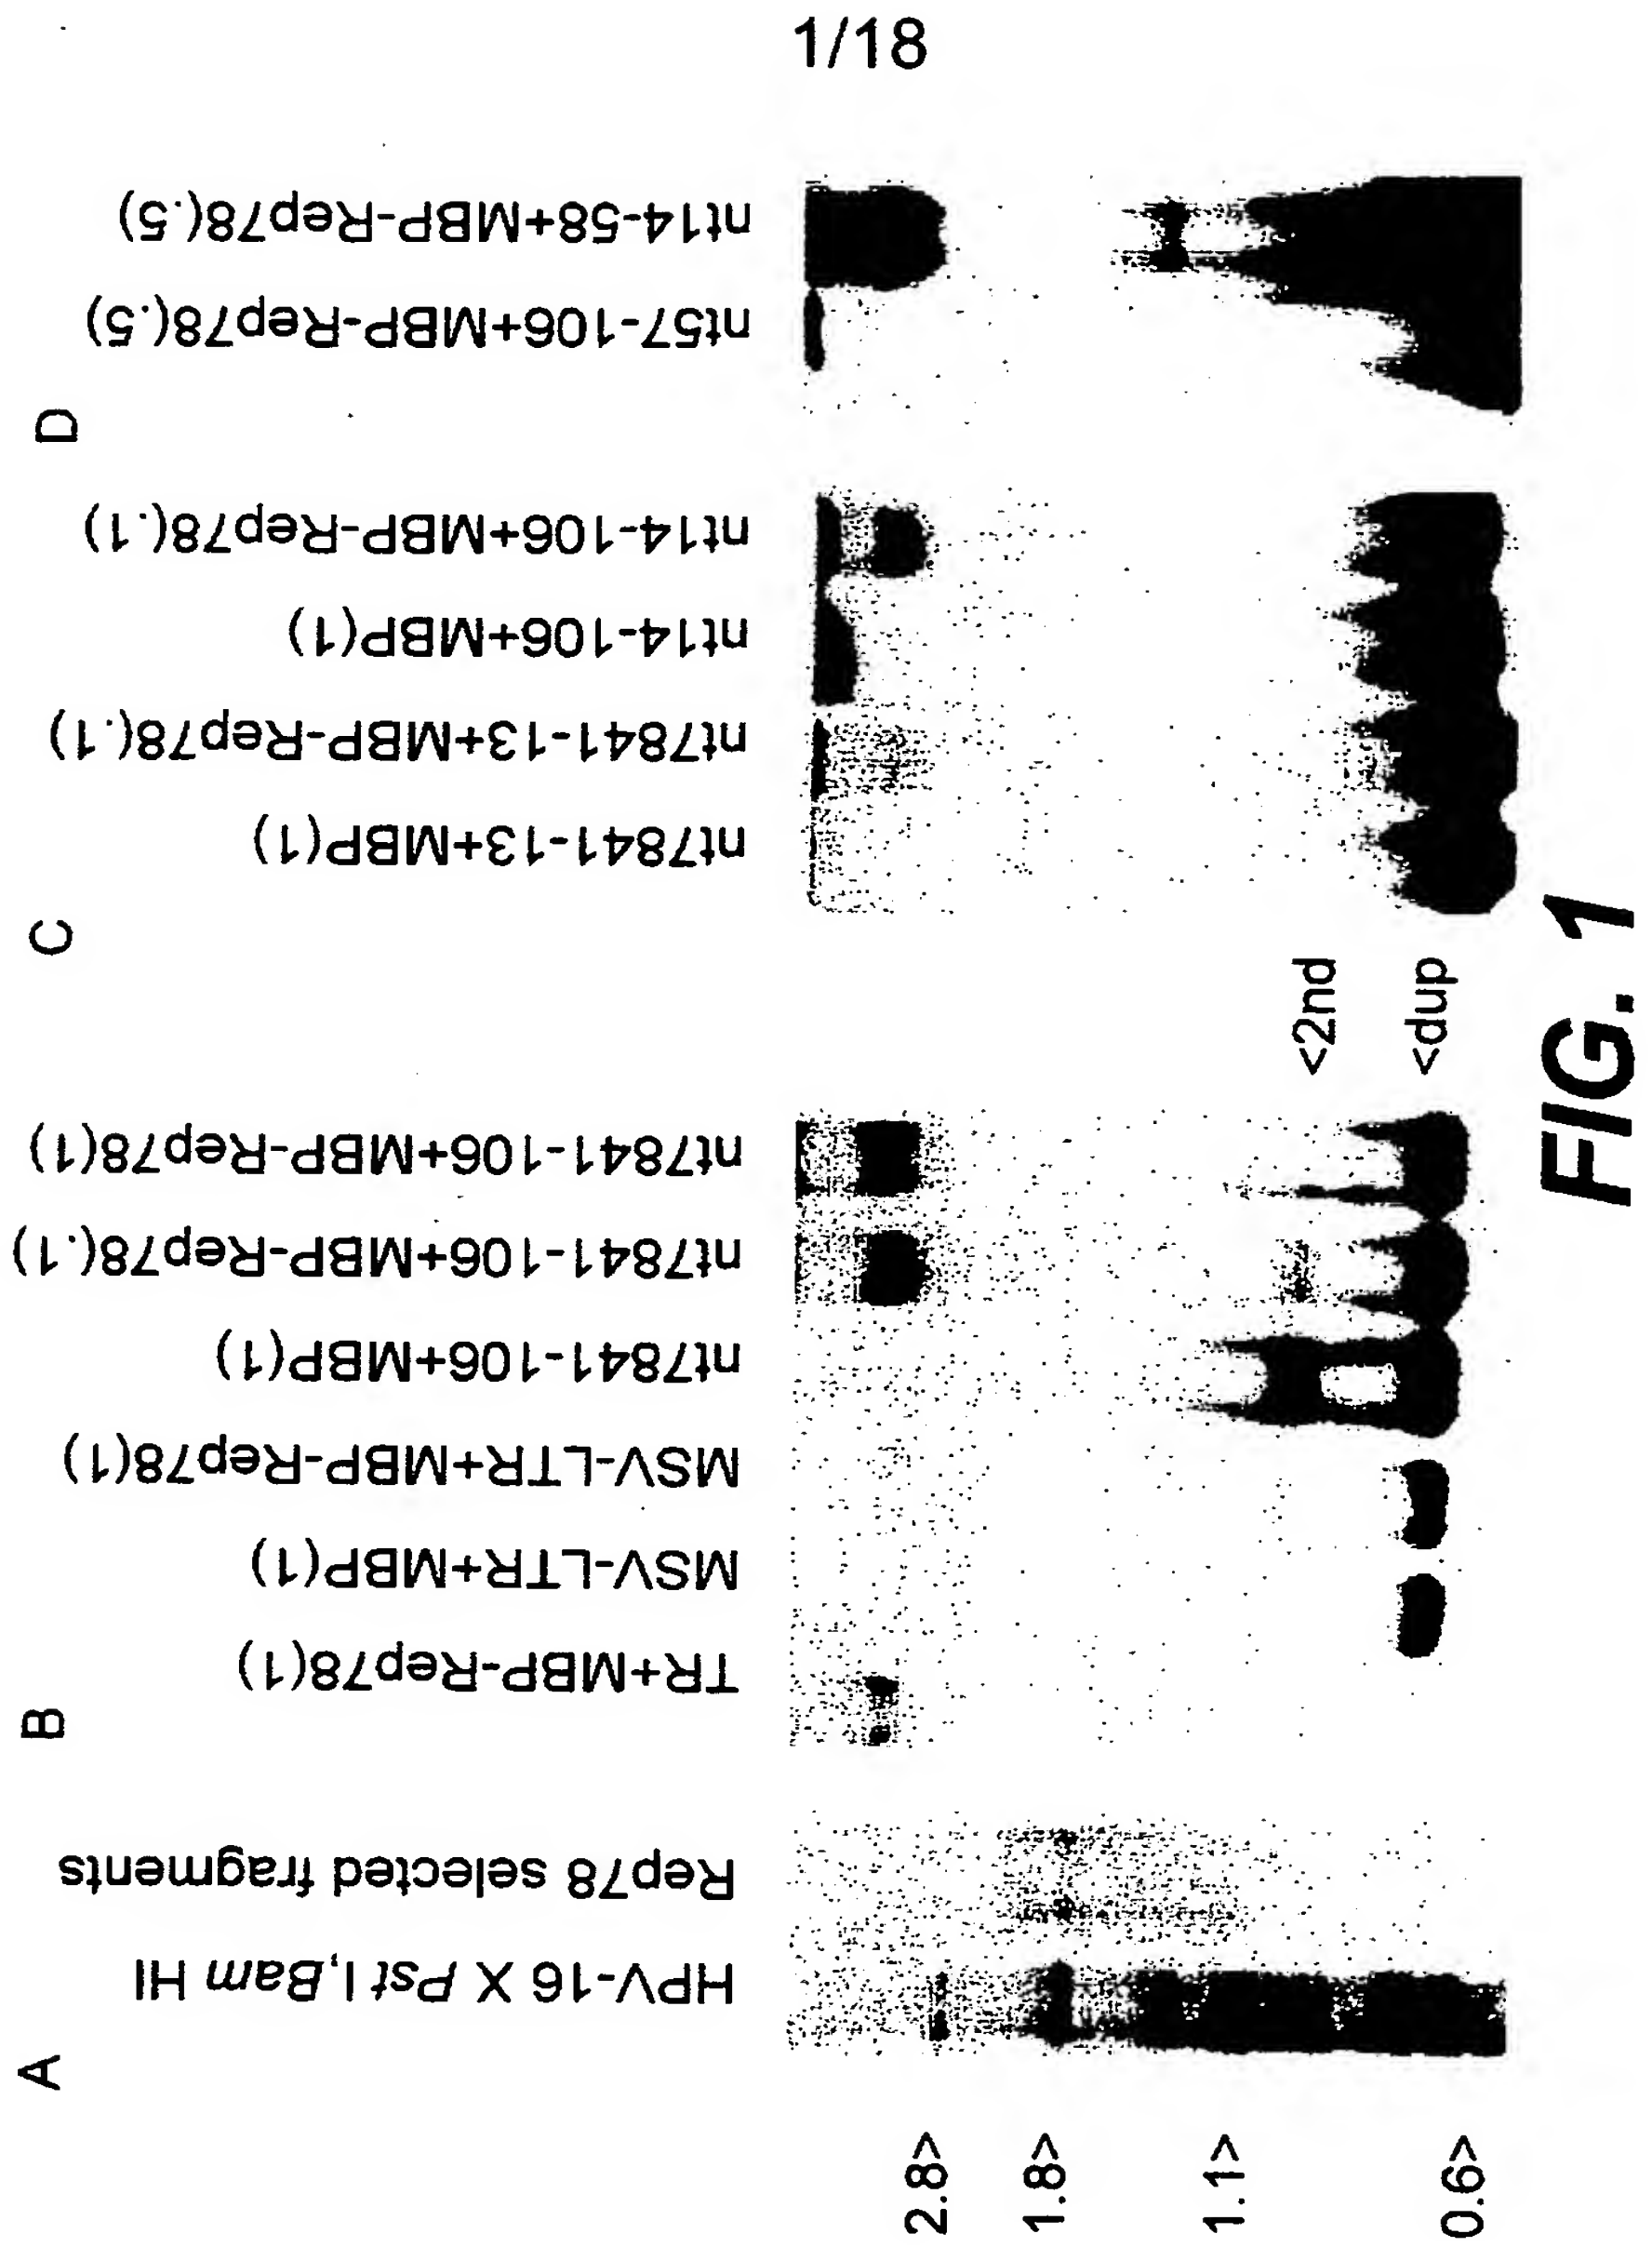 1/18
A
HPV-16 X Pst I, Bam HI
Rep78 selected fragments
2.8>
1.8>
1.1>
0.6>
B
TR+MBP-Rep78(1)
MSV-LTR+MBP(1)
MSV-LTR+MBP-Rep78(1)
nt7841-106+MBP(1)
nt7841-106+MBP-Rep78(.1)
nt7841-106+MBP-Rep78(1)
<2nd
<dup
C
nt7841-13+MBP(1)
nt7841-13+MBP-Rep78(.1)
nt14-106+MBP(1)
nt14-106+MBP-Rep78(.1)
D
nt57-106+MBP-Rep78(.5)
nt14-58+MBP-Rep78(.5)
FIG. 1